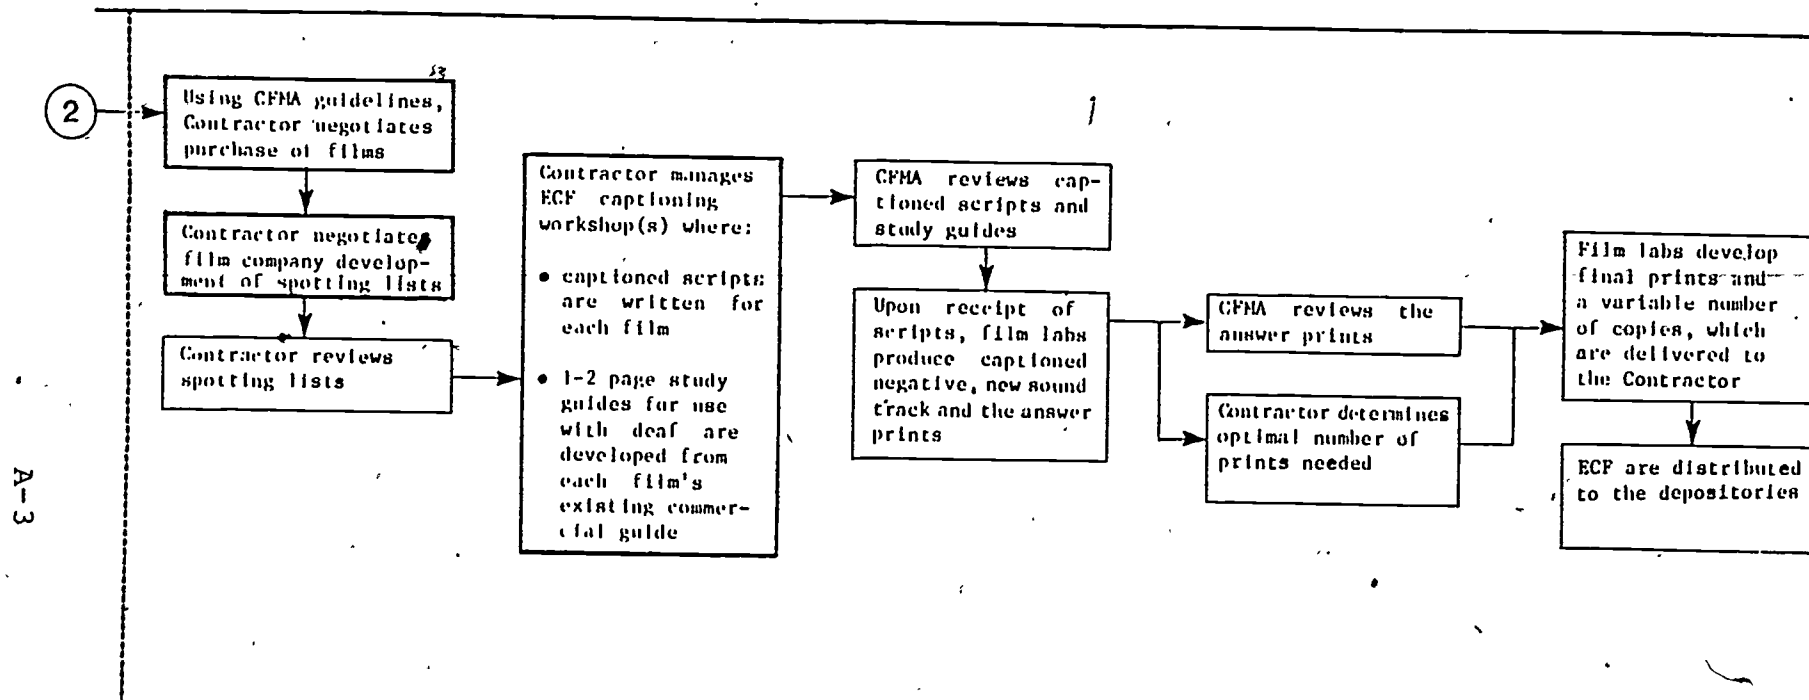 2
Using CFMA guidelines,
Contractor negotiates
purchase of films
Contractor negotiates
film company develop-
ment of spotting lists
Contractor reviews
spotting lists
Contractor manages
ECF captioning
workshop(s) where:
• captioned scripts
are written for
each film
• 1-2 page study
guides for use
with deaf are
developed from
each film's
existing commer-
cial guide
CFMA reviews cap-
tioned scripts and
study guides
Upon receipt of
scripts, film labs
produce captioned
negative, new sound
track and the answer
prints
CFMA reviews the
answer prints
Contractor determines
optimal number of
prints needed
Film labs develop
final prints and
a variable number
of copies, which
are delivered to
the Contractor
ECF are distributed
to the depositories
A-3